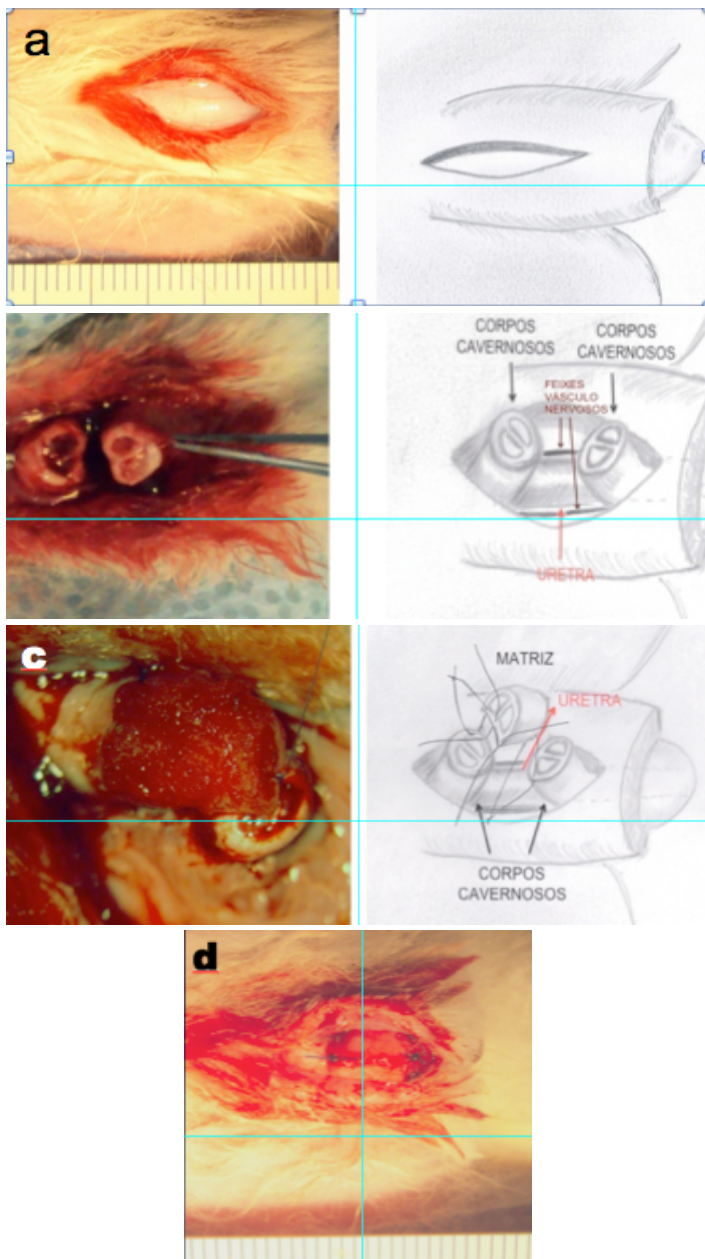 a
CORPOS
CAVERNOSOS
CORPOS
CAVERNOSOS
FEIXES
VÁSCULO
NERVOSOS
URETRA
c
MATRIZ
URETRA
CORPOS
CAVERNOSOS
d